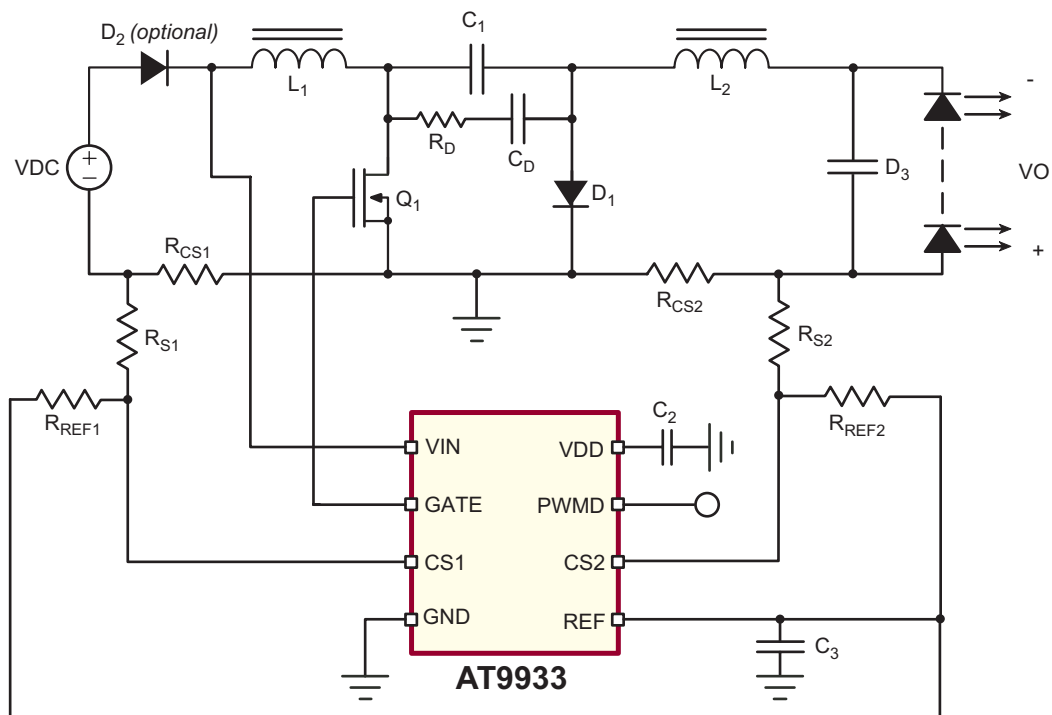 D2 (optional)
C1
L1
L2
RD
CD
VDC
+
−
Q1
D1
D3
-
VO
+
RCS1
RCS2
RS1
RS2
RREF1
RREF2
C2
VIN
VDD
GATE
PWMD
CS1
CS2
GND
REF
C3
AT9933